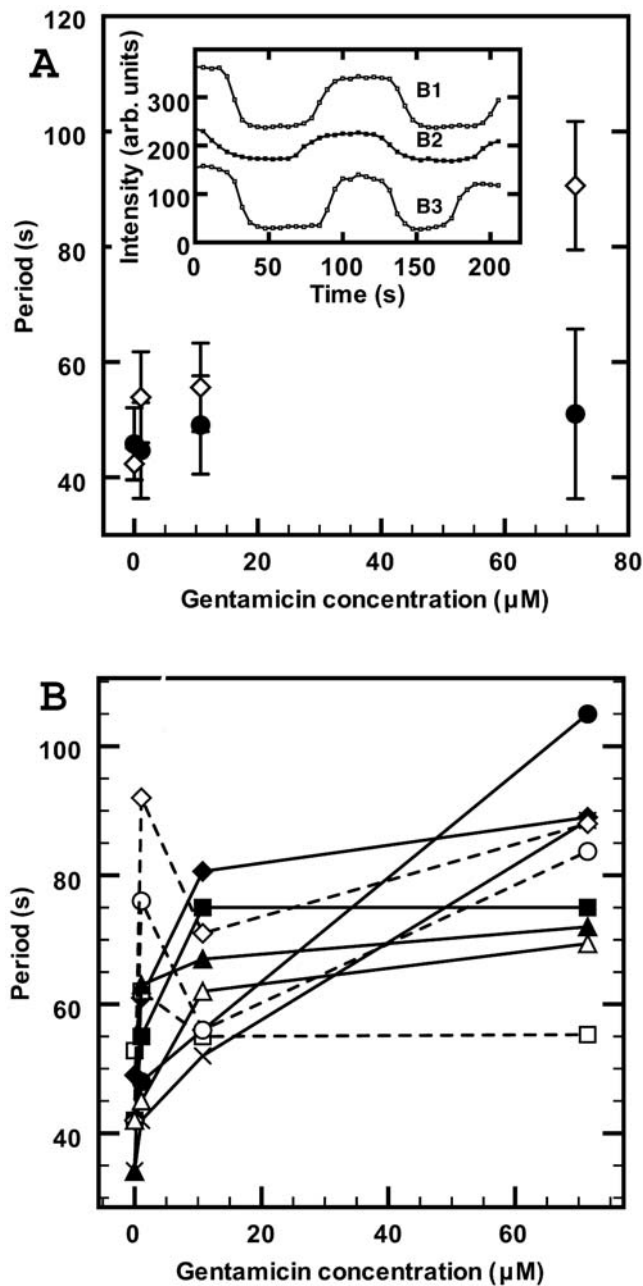 A
120
100
80
60
40
Period (s)
Intensity (arb. units)
300
200
100
0
B1
B2
B3
0 50 100 150 200
Time (s)
0 20 40 60 80
Gentamicin concentration (µM)
B
100
80
60
40
Period (s)
0 20 40 60
Gentamicin concentration (µM)